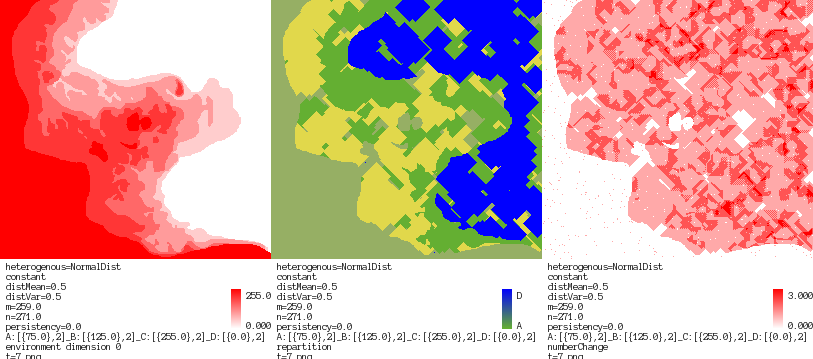 heterogenous=NormalDist
constant
distMean=0.5
distVar=0.5
m=259.0
n=271.0
persistency=0.0
A:[{75.0},2]_B:[{125.0},2]_C:[{255.0},2]_D:[{0.0},2]
environment dimension 0
t=7.png
255.0
0.000
heterogenous=NormalDist
constant
distMean=0.5
distVar=0.5
m=259.0
n=271.0
persistency=0.0
A:[{75.0},2]_B:[{125.0},2]_C:[{255.0},2]_D:[{0.0},2]
repartition
t=7.png
D
A
heterogenous=NormalDist
constant
distMean=0.5
distVar=0.5
m=259.0
n=271.0
persistency=0.0
A:[{75.0},2]_B:[{125.0},2]_C:[{255.0},2]_D:[{0.0},2]
numberChange
t=7.png
3.000
0.000